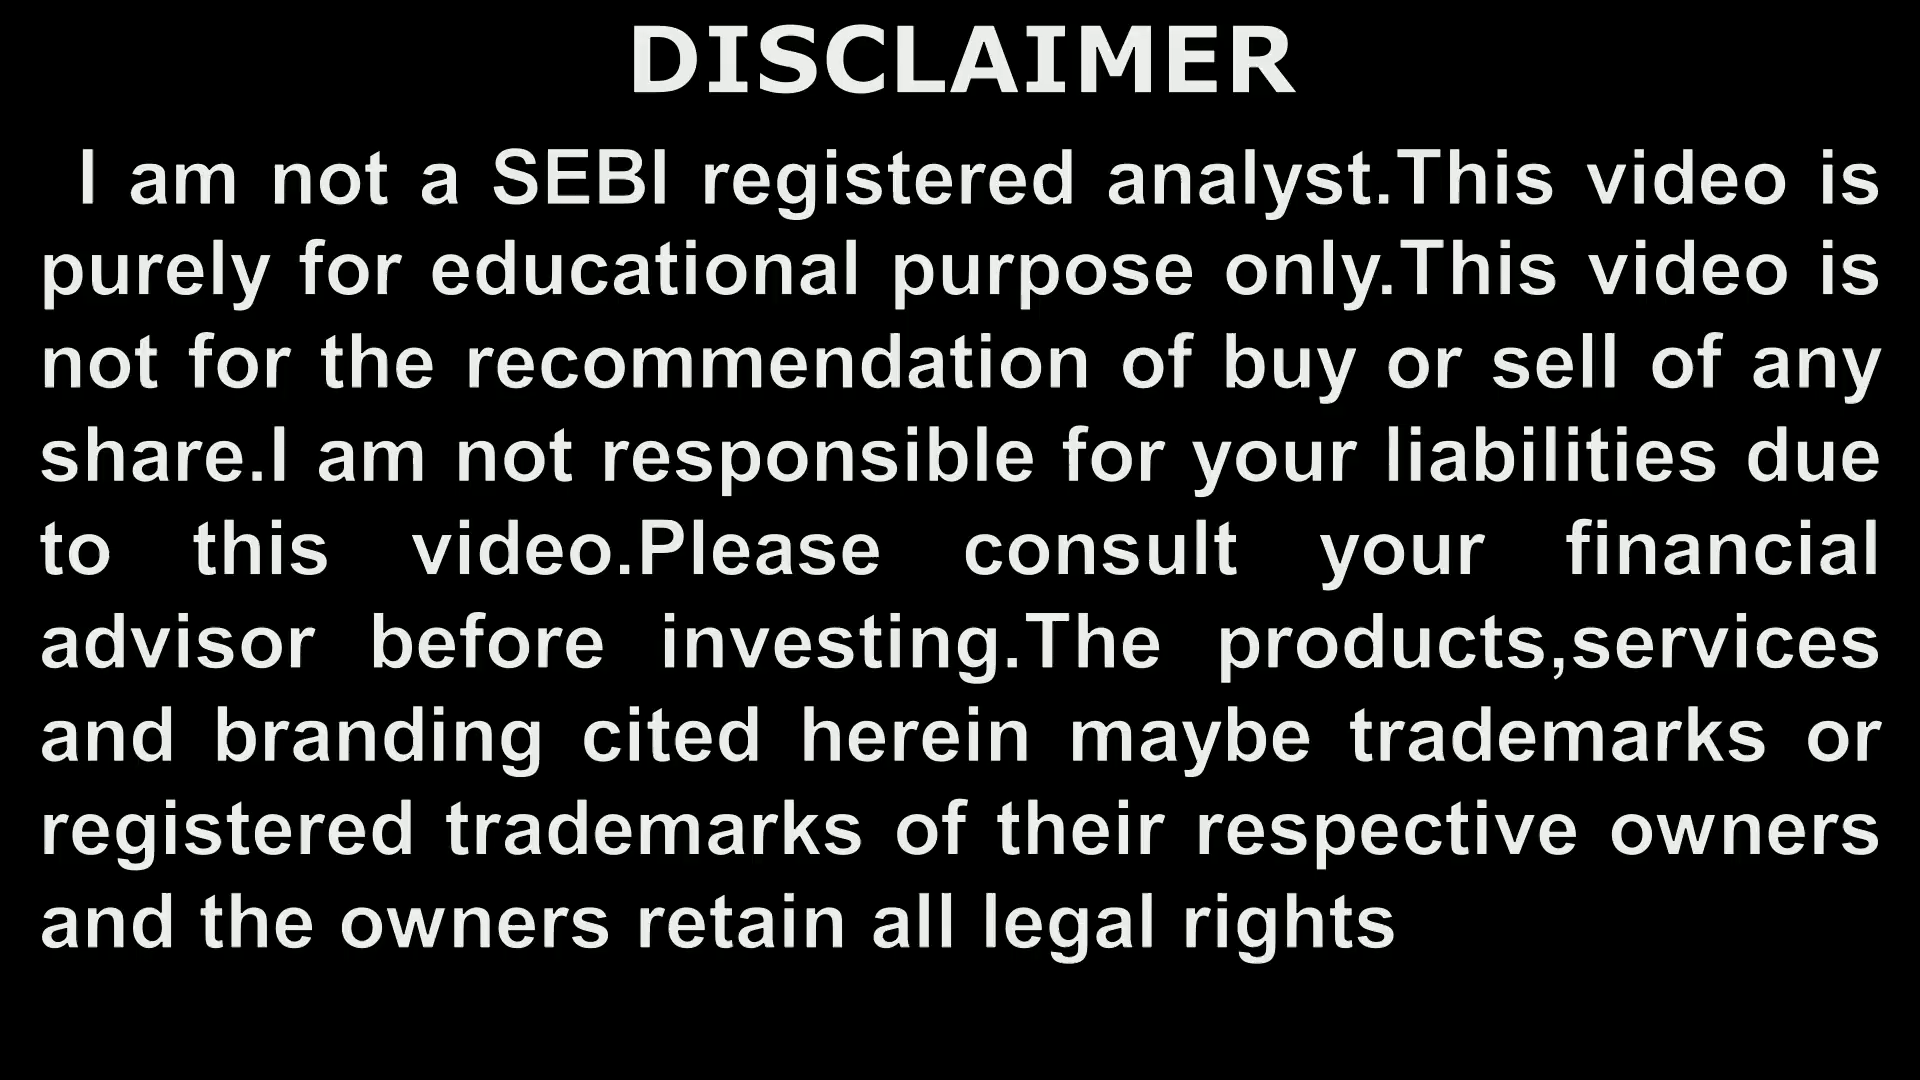 DISCLAIMER
I am not a SEBI registered analyst.This video is
purely for educational purpose only.This video is
not for the recommendation of buy or sell of any
share.I am not responsible for your liabilities due
to this video.Please consult your financial
advisor before investing.The products,services
and branding cited herein maybe trademarks or
registered trademarks of their respective owners
and the owners retain all legal rights